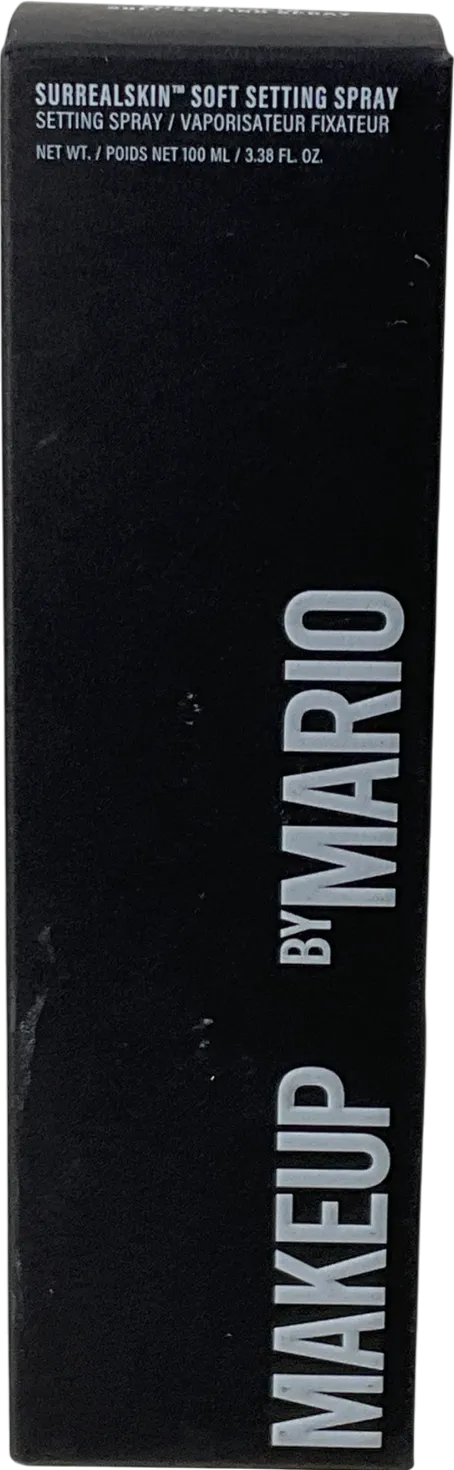 SURREALSKIN™ SOFT SETTING SPRAY
SETTING SPRAY / VAPORISATEUR FIXATEUR
NET WT. / POIDS NET 100 ML / 3.38 FL. OZ.
MAKEUP BY MARIO